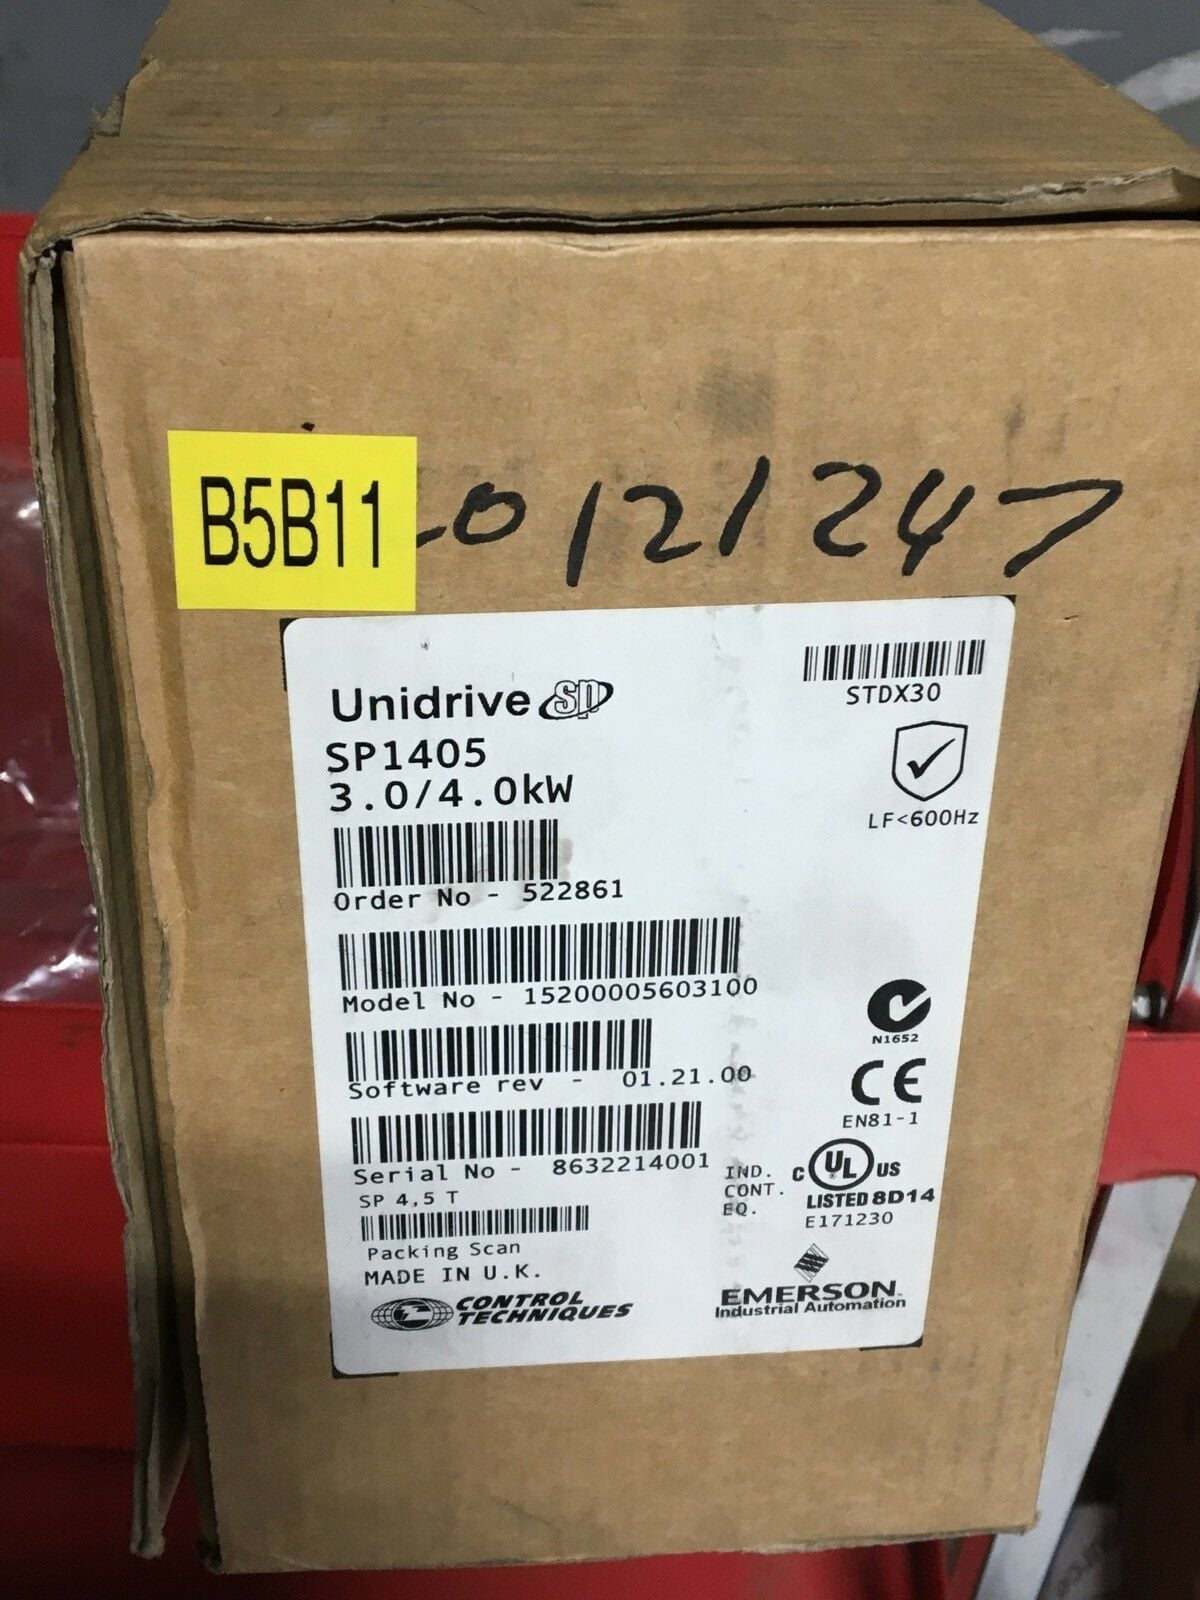 B5B11
20121247
STDX30
Unidrive SP
SP1405
3.0/4.0kW
LF<600Hz
Order No - 522861
Model No - 15200005603100
N1652
Software rev - 01.21.00
EN81-1
Serial No - 8632214001
IND.
CONT.
EQ.
C UL US
LISTED 8D14
E171230
SP 4,5 T
Packing Scan
MADE IN U.K.
CONTROL
TECHNIQUES
EMERSON
Industrial Automation